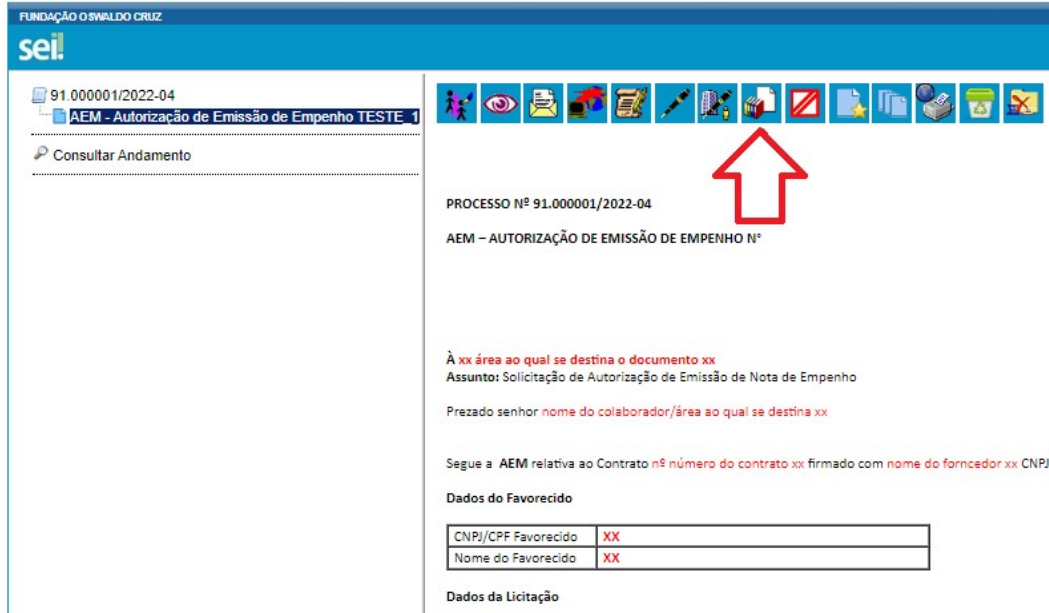 FUNDAÇÃO OSWALDO CRUZ
sei!
91.000001/2022-04
AEM - Autorização de Emissão de Empenho TESTE_1
Consultar Andamento
PROCESSO Nº 91.000001/2022-04
AEM – AUTORIZAÇÃO DE EMISSÃO DE EMPENHO N°
À xx área ao qual se destina o documento xx
Assunto: Solicitação de Autorização de Emissão de Nota de Empenho
Prezado senhor nome do colaborador/área ao qual se destina xx
Segue a AEM relativa ao Contrato nº número do contrato xx firmado com nome do forncedor xx CNPJ
Dados do Favorecido
CNPJ/CPF Favorecido XX
Nome do Favorecido XX
Dados da Licitação